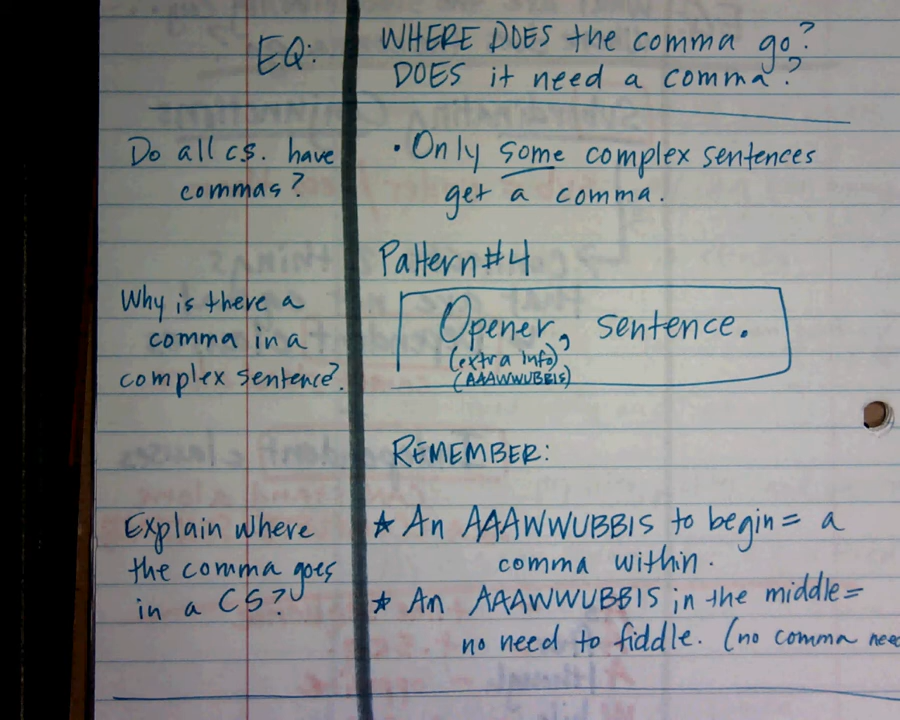 EQ:
WHERE DOES the comma go?
DOES it need a comma?
Do all cs. have
commas?
• Only some complex sentences
get a comma.
Pattern #4
Why is there a
comma in a
complex sentence?
Opener, sentence.
(extra info)
(AAAWWUBBIS)
REMEMBER:
Explain where
the comma goes
in a CS?
★ An AAAWWUBBIS to begin = a
comma within.
★ An AAAWWUBBIS in the middle =
no need to fiddle. (no comma need